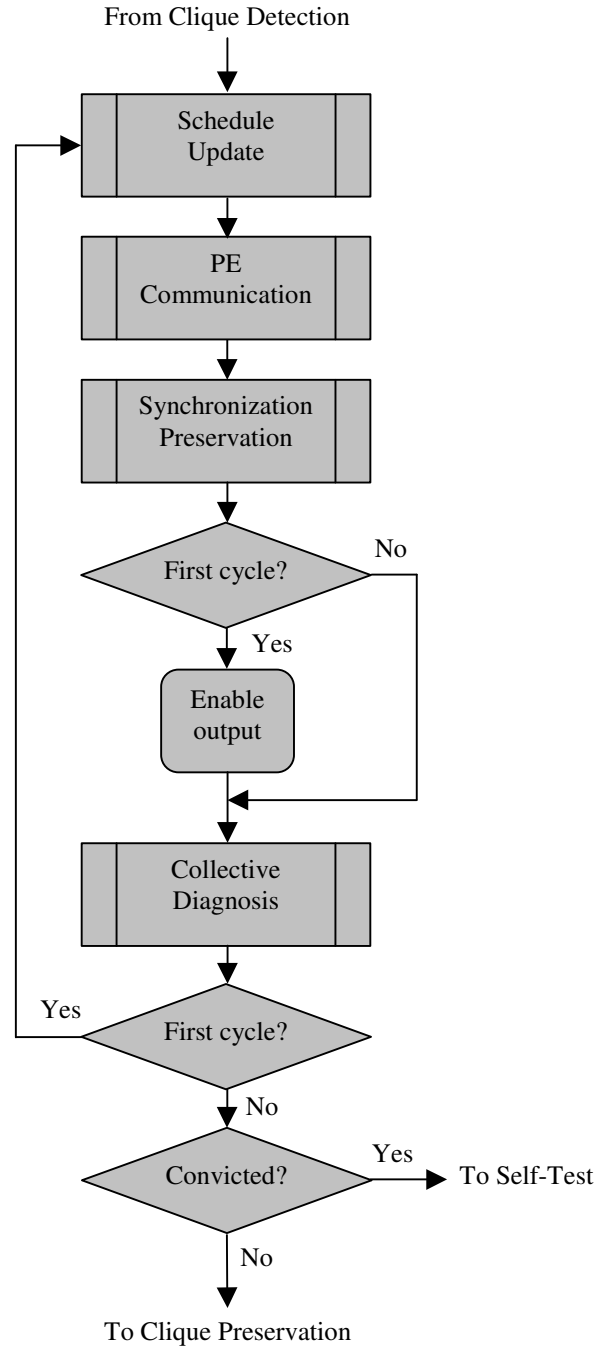 From Clique Detection
Schedule
Update
PE
Communication
Synchronization
Preservation
First cycle?
No
Yes
Enable
output
Collective
Diagnosis
Yes
First cycle?
No
Convicted?
Yes
To Self-Test
No
To Clique Preservation